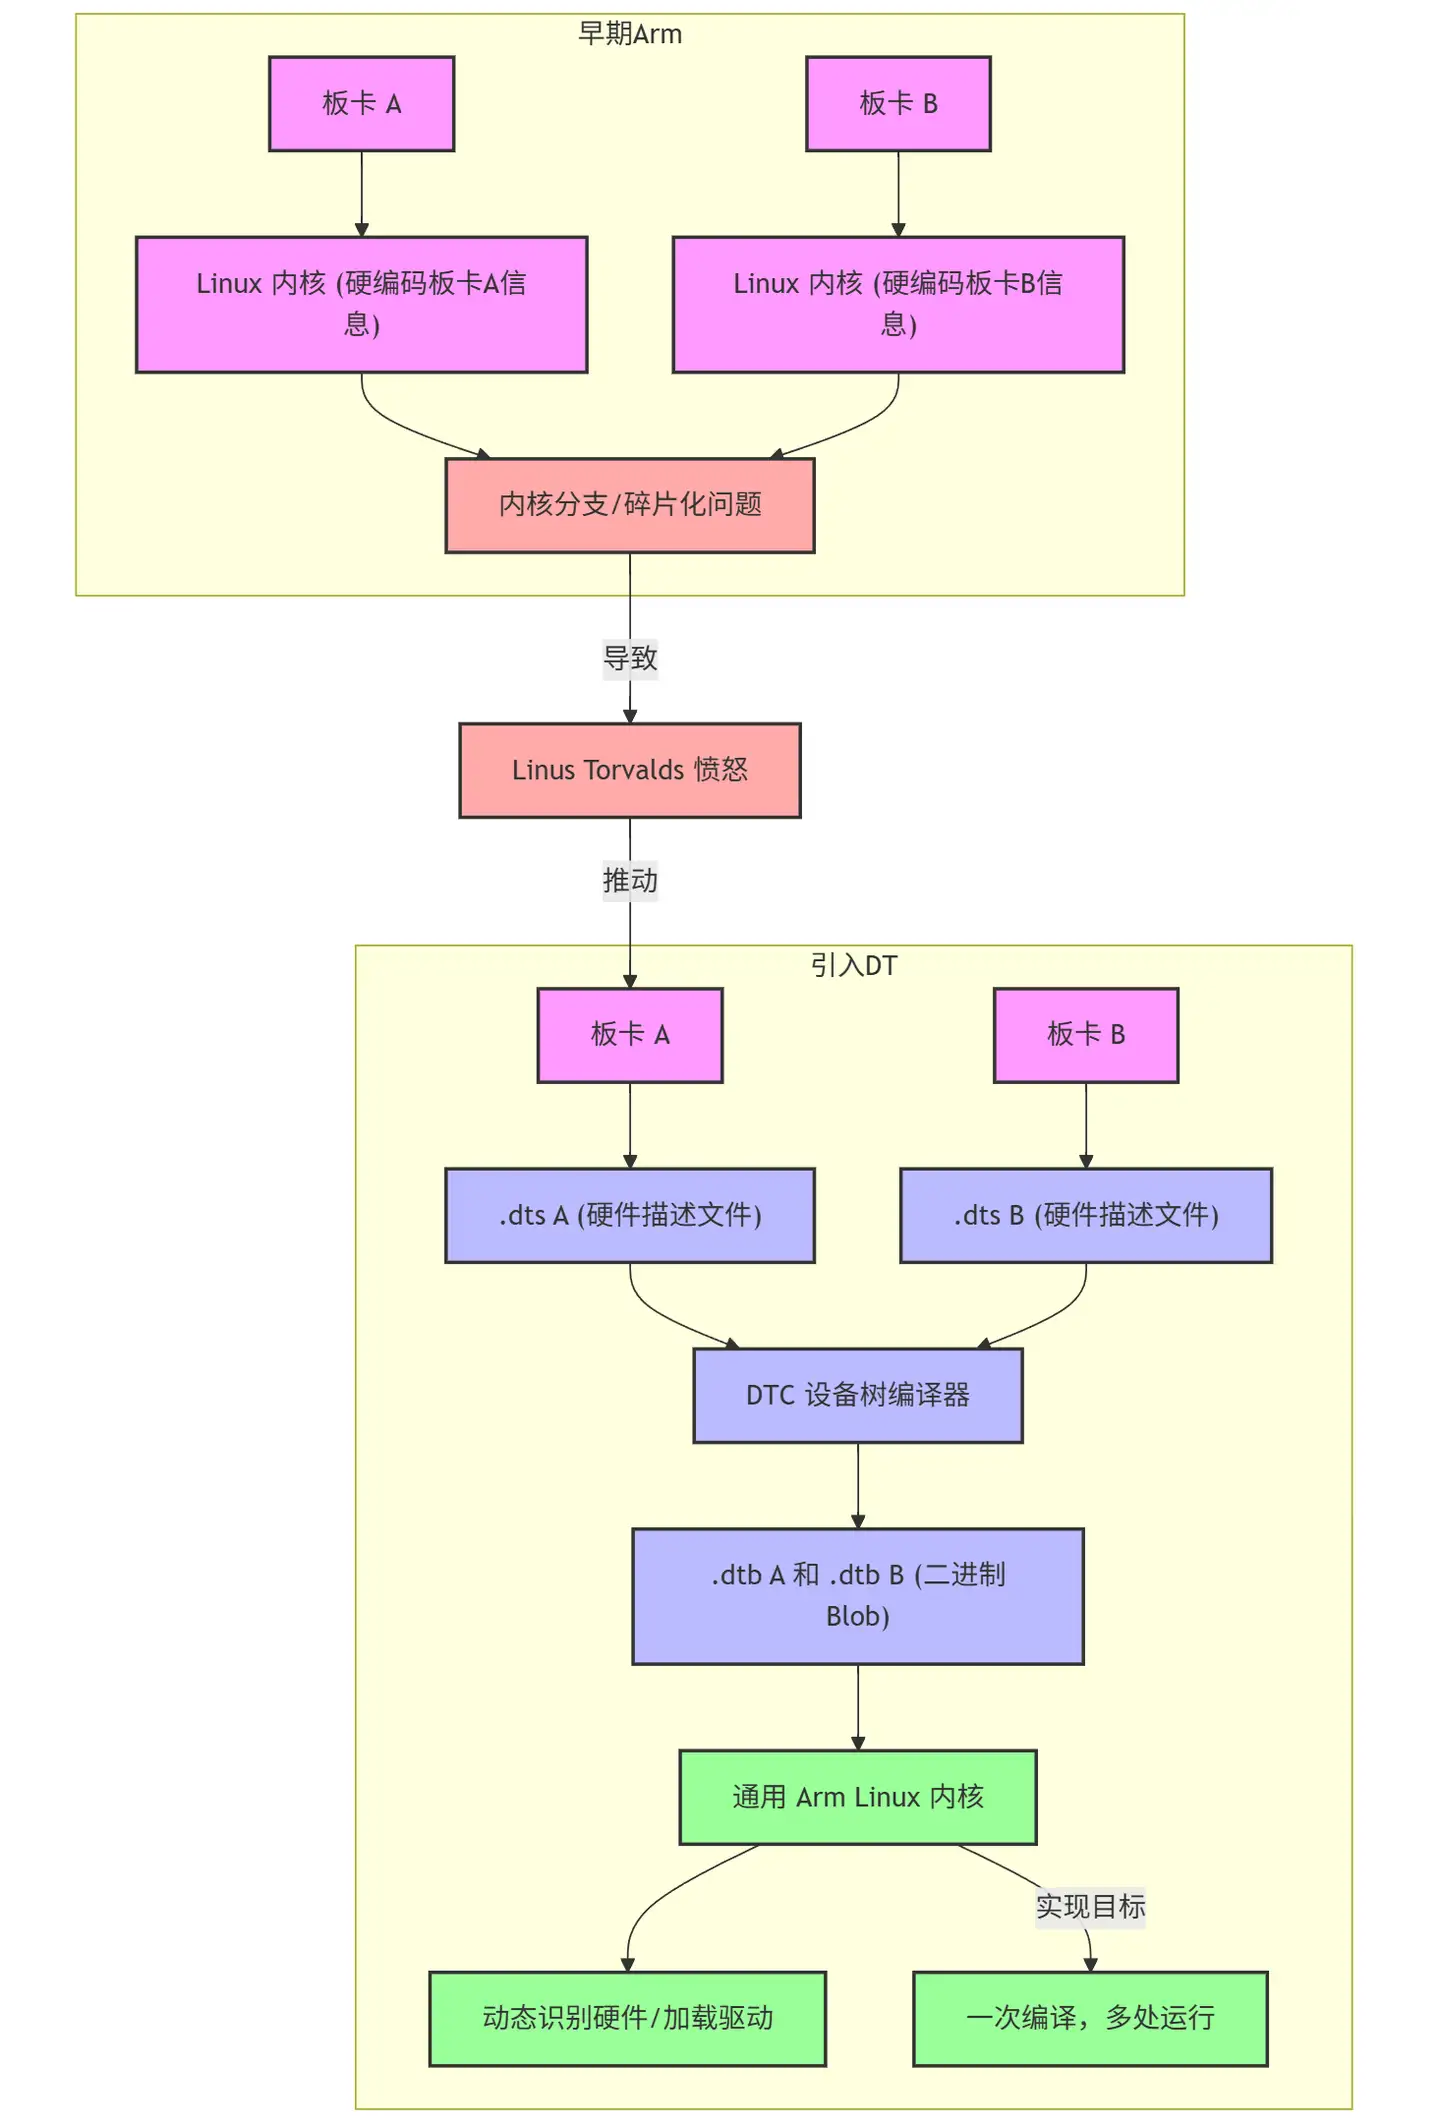 早期Arm
板卡 A
板卡 B
Linux 内核 (硬编码板卡A信
息)
Linux 内核 (硬编码板卡B信
息)
内核分支/碎片化问题
导致
Linus Torvalds 愤怒
推动
引入DT
板卡 A
板卡 B
.dts A (硬件描述文件)
.dts B (硬件描述文件)
DTC 设备树编译器
.dtb A 和 .dtb B (二进制
Blob)
通用 Arm Linux 内核
实现目标
动态识别硬件/加载驱动
一次编译，多处运行